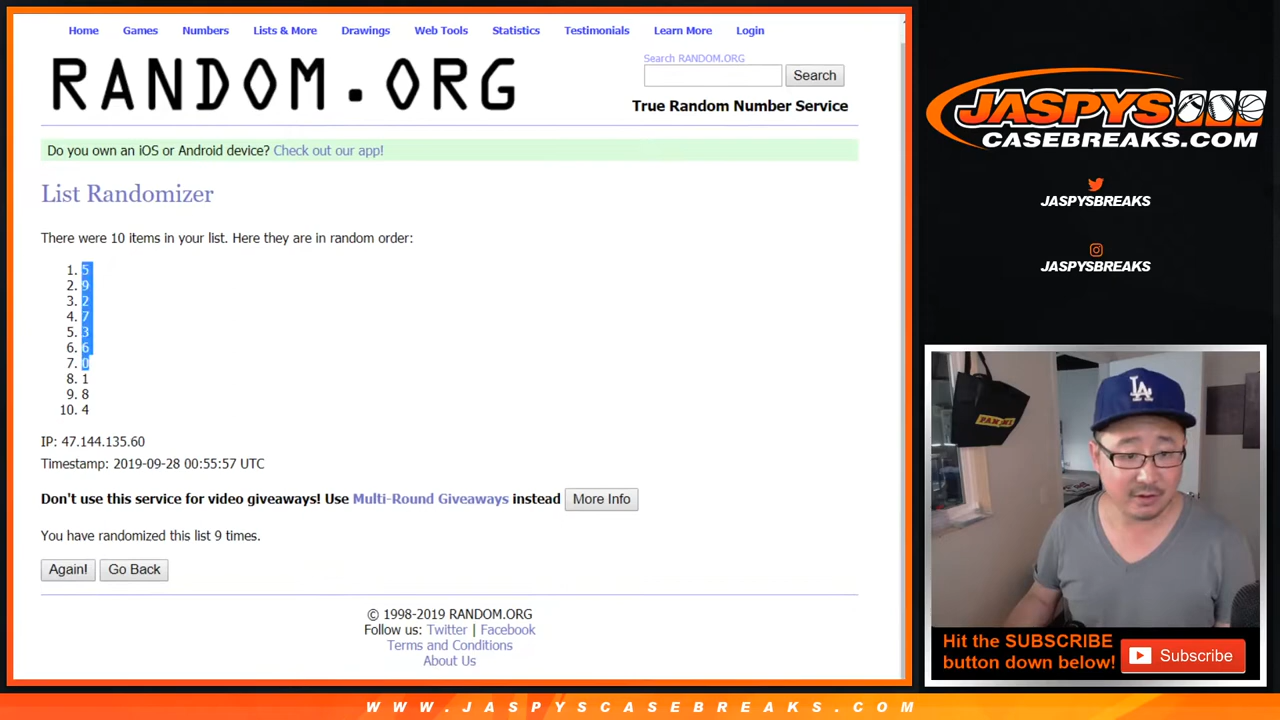 Home Games Numbers Lists & More Drawings Web Tools Statistics Testimonials Learn More Login
RANDOM.ORG
Search RANDOM.ORG
Search
True Random Number Service
Do you own an iOS or Android device? Check out our app!
List Randomizer
There were 10 items in your list. Here they are in random order:
1. 5
2. 9
3. 2
4. 7
5. 3
6. 6
7. 0
8. 1
9. 8
10. 4
IP: 47.144.135.60
Timestamp: 2019-09-28 00:55:57 UTC
Don't use this service for video giveaways! Use Multi-Round Giveaways instead More Info
You have randomized this list 9 times.
Again! Go Back
© 1998-2019 RANDOM.ORG
Follow us: Twitter | Facebook
Terms and Conditions
About Us
JASPYS
CASEBREAKS.COM
JASPYSBREAKS
JASPYSBREAKS
PANINI
LA
Hit the SUBSCRIBE
button down below!
Subscribe
WWW.JASPYSCASEBREAKS.COM